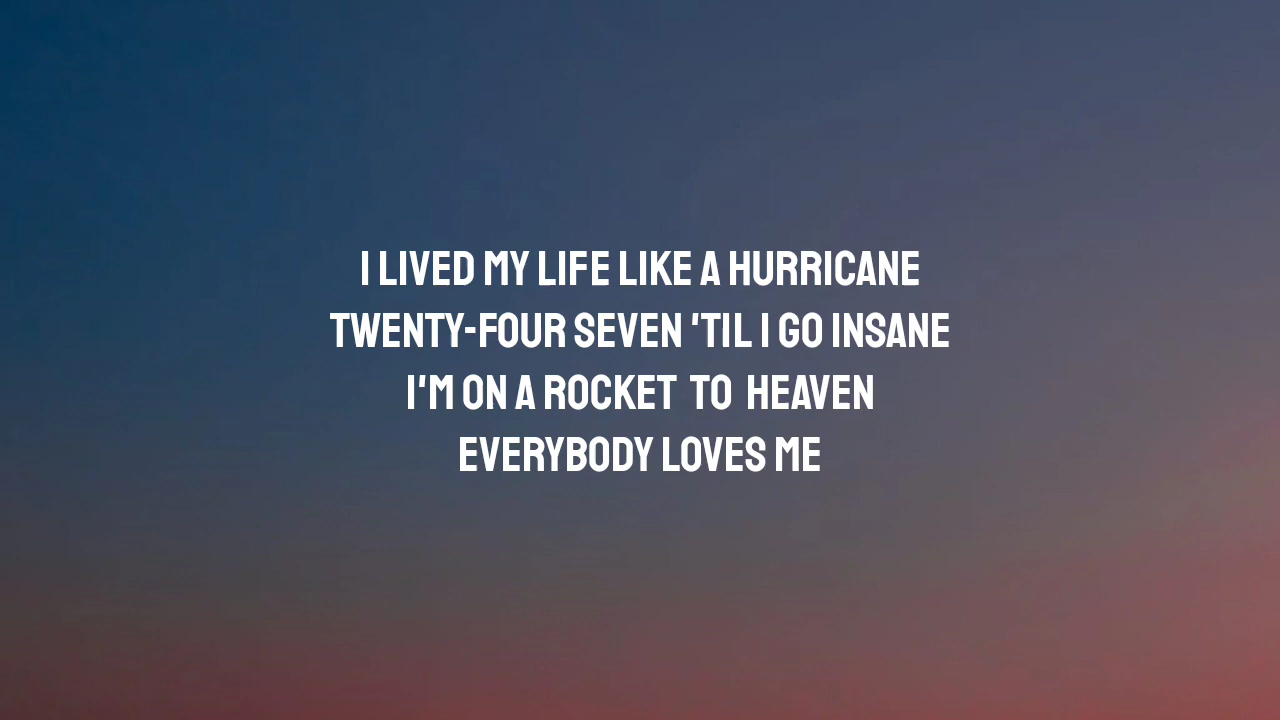 I LIVED MY LIFE LIKE A HURRICANE
TWENTY-FOUR SEVEN 'TIL I GO INSANE
I'M ON A ROCKET TO HEAVEN
EVERYBODY LOVES ME